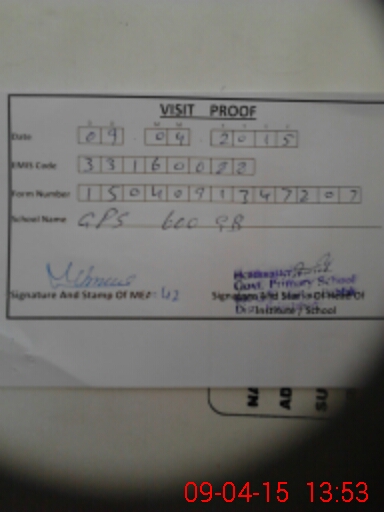 VISIT PROOF
Date 09 04 2015
EMIS Code 33160022
Form Number 1504091347207
School Name GPS 600 GB
Signature And Stamp Of MEA 42
Govt. Primary School
Signature And Stamp Of Head Of
Institute / School
09-04-15 13:53